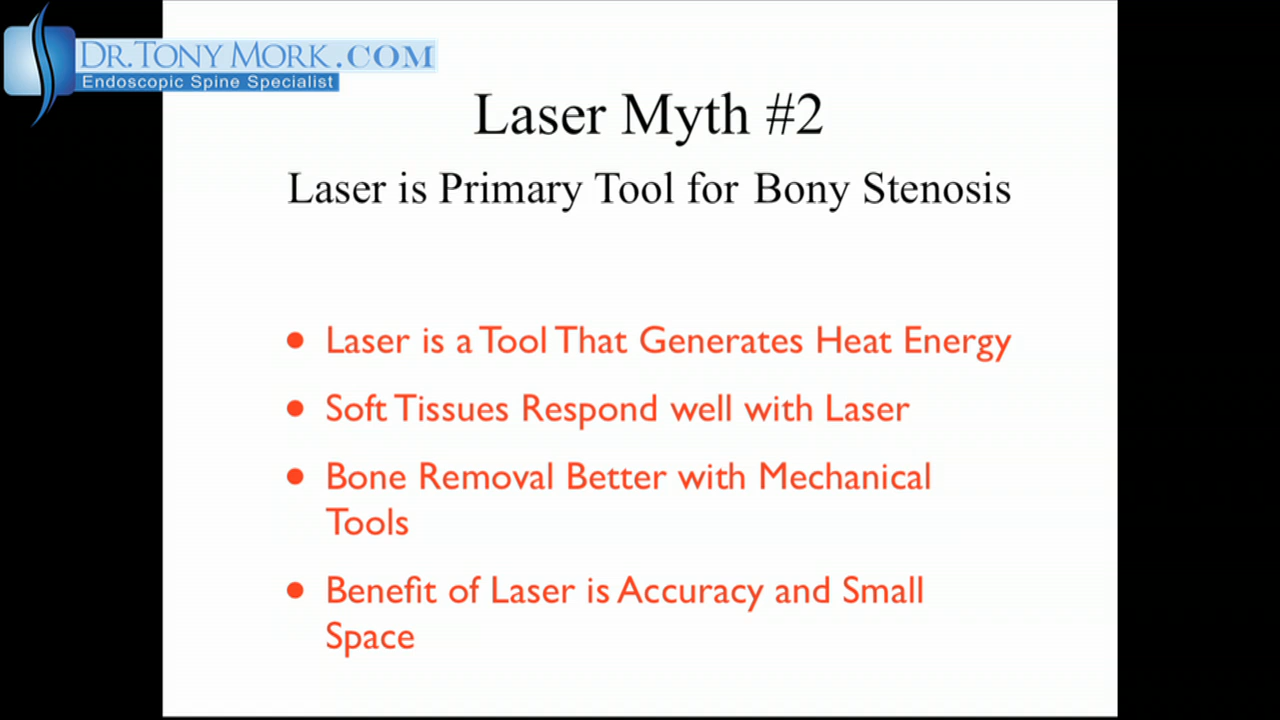 DR.TONY MORK.COM
Endoscopic Spine Specialist
Laser Myth #2
Laser is Primary Tool for Bony Stenosis
• Laser is a Tool That Generates Heat Energy
• Soft Tissues Respond well with Laser
• Bone Removal Better with Mechanical
Tools
• Benefit of Laser is Accuracy and Small
Space